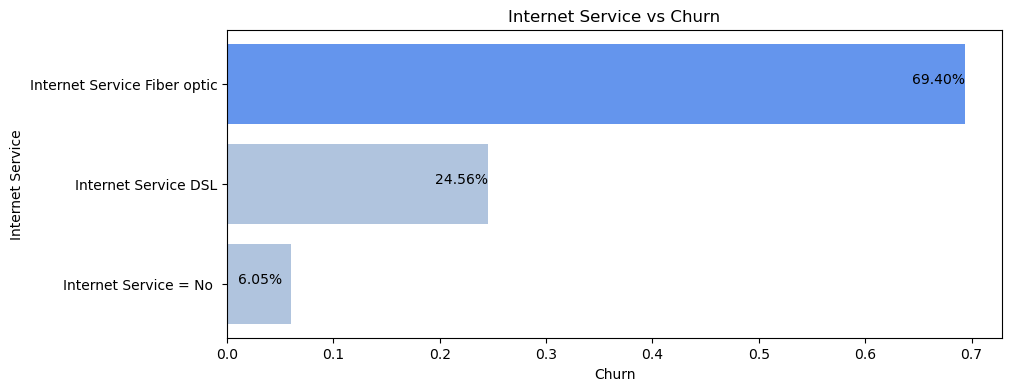 Internet Service vs Churn
Internet Service Fiber optic
69.40%
Internet Service DSL
24.56%
Internet Service = No
6.05%
Internet Service
0.0 0.1 0.2 0.3 0.4 0.5 0.6 0.7
Churn